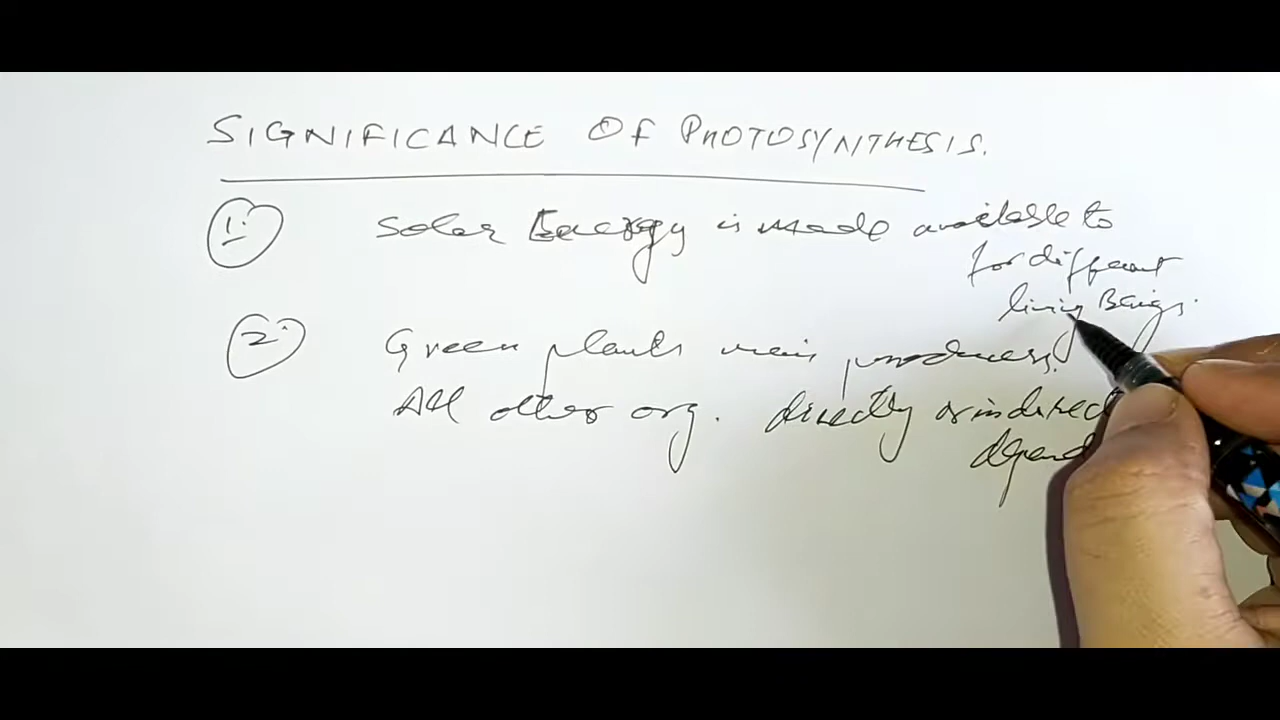 SIGNIFICANCE OF PHOTOSYNTHESIS.
1. Solar Energy is made available to
for different
living Beings.
2. Green plants main producers.
All other org. directly or indirect
depend